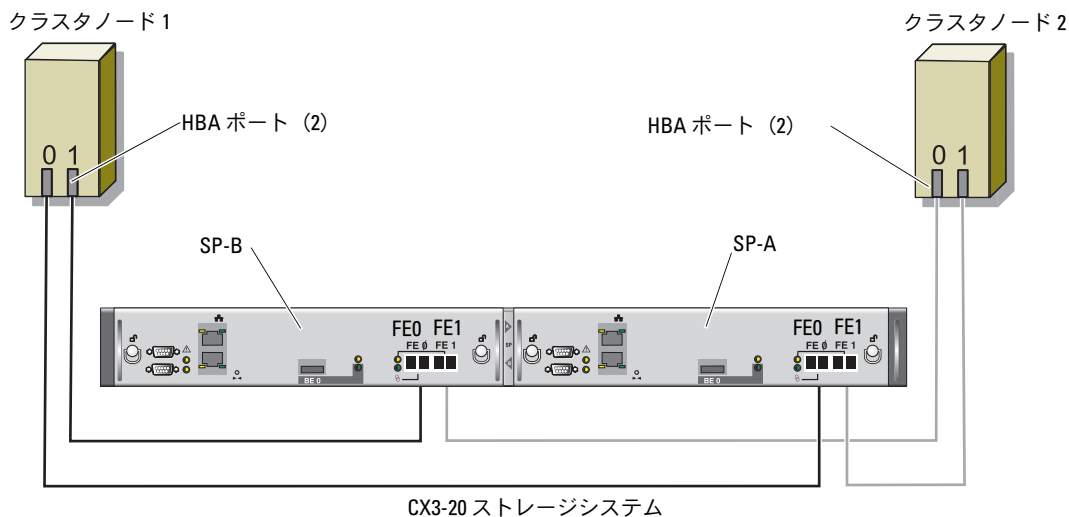 クラスタノード 1
クラスタノード 2
HBA ポート（2）
HBA ポート（2）
0 1
0 1
SP-B
SP-A
FE0 FE1
FE0 FE1
FE 0 FE 1
SP
FE 0 FE 1
BE 0
BE 0
CX3-20 ストレージシステム